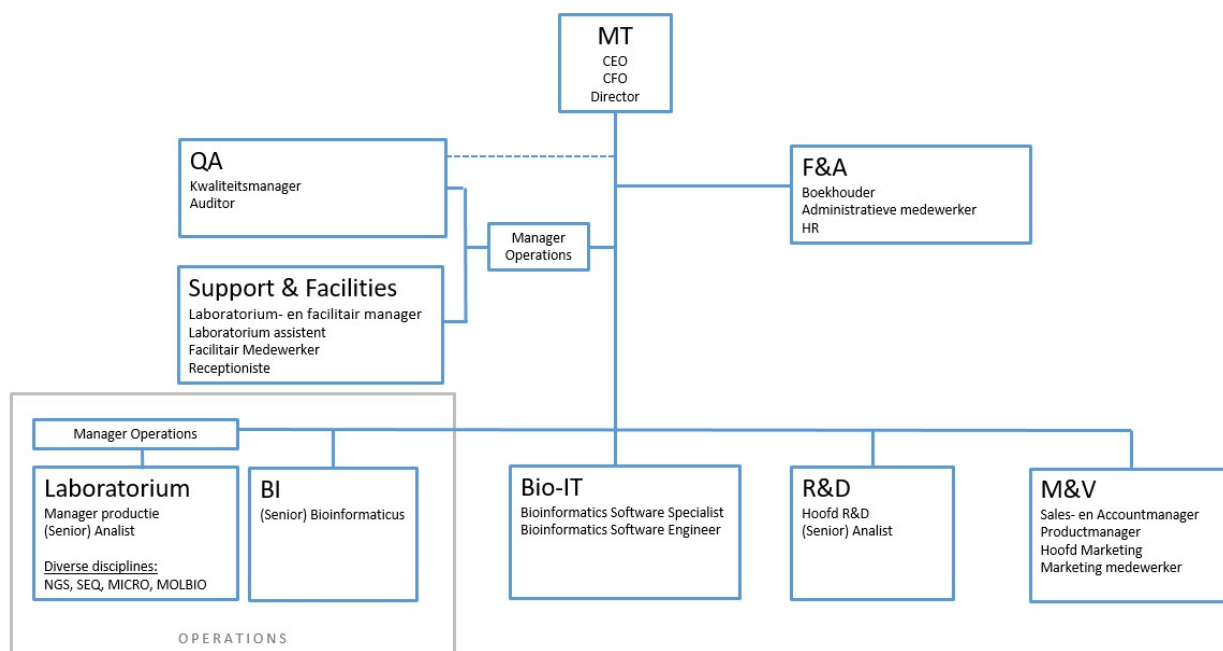 MT
CEO
CFO
Director
QA
Kwaliteitsmanager
Auditor
F&A
Boekhouder
Administratieve medewerker
HR
Manager
Operations
Support & Facilities
Laboratorium- en facilitair manager
Laboratorium assistent
Facilitair Medewerker
Receptioniste
Manager Operations
Laboratorium
Manager productie
(Senior) Analist
Diverse disciplines:
NGS, SEQ, MICRO, MOLBIO
BI
(Senior) Bioinformaticus
Bio-IT
Bioinformatics Software Specialist
Bioinformatics Software Engineer
R&D
Hoofd R&D
(Senior) Analist
M&V
Sales- en Accountmanager
Productmanager
Hoofd Marketing
Marketing medewerker
OPERATIONS